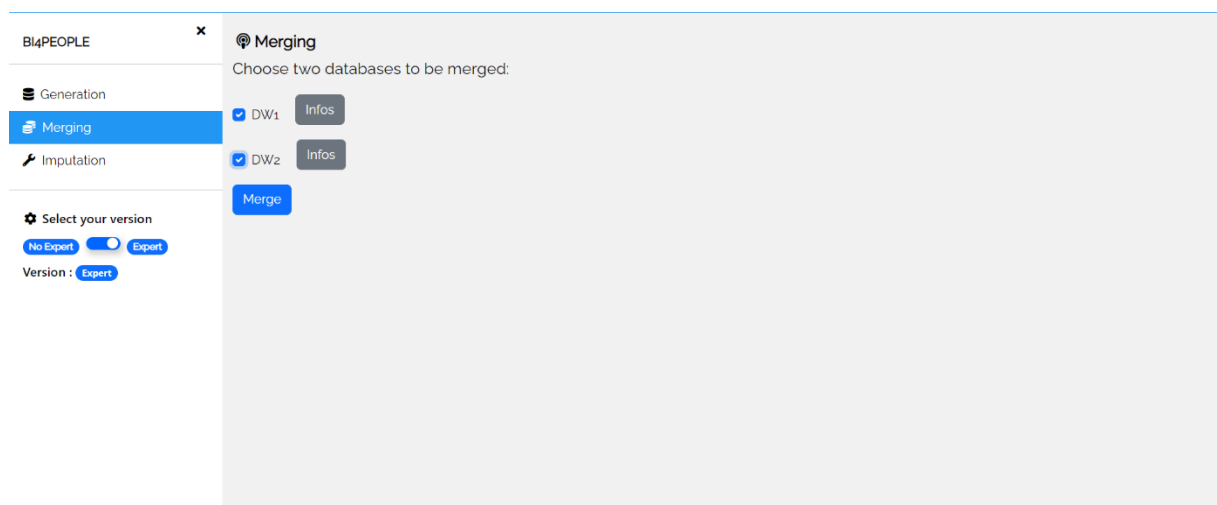 BI4PEOPLE
Generation
Merging
Imputation
Select your version
No Expert Expert
Version : Expert
Merging
Choose two databases to be merged:
DW1 Infos
DW2 Infos
Merge